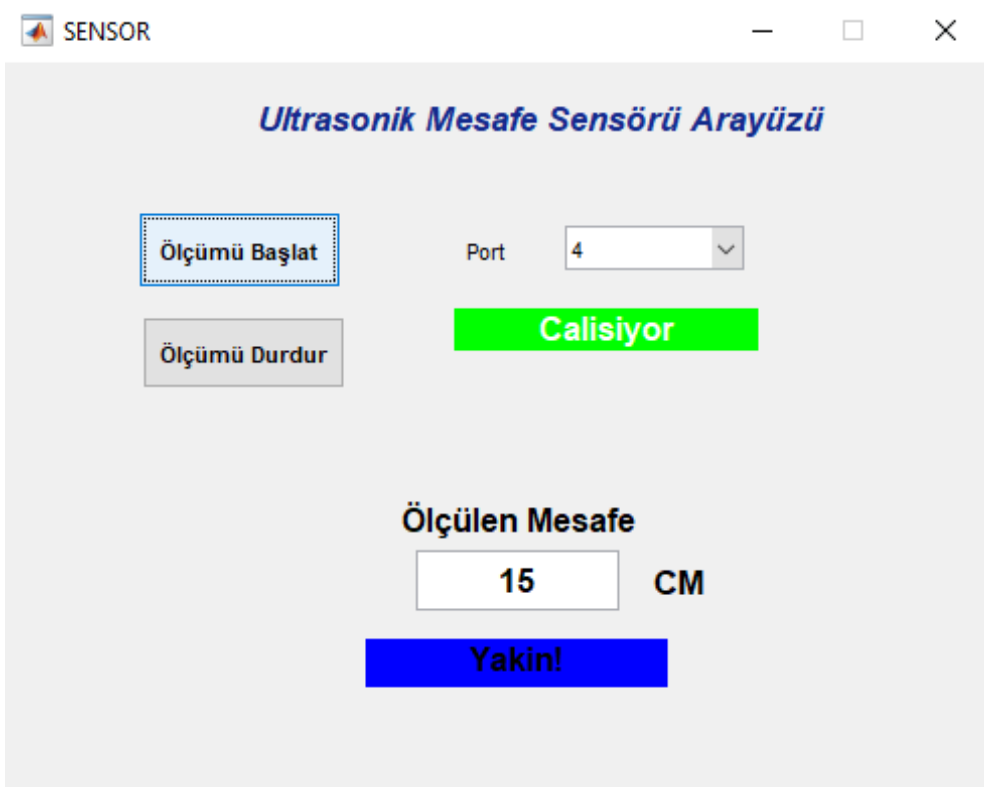 SENSOR
Ultrasonik Mesafe Sensörü Arayüzü
Ölçümü Başlat
Port
4
Calisiyor
Ölçümü Durdur
Ölçülen Mesafe
15
CM
Yakin!